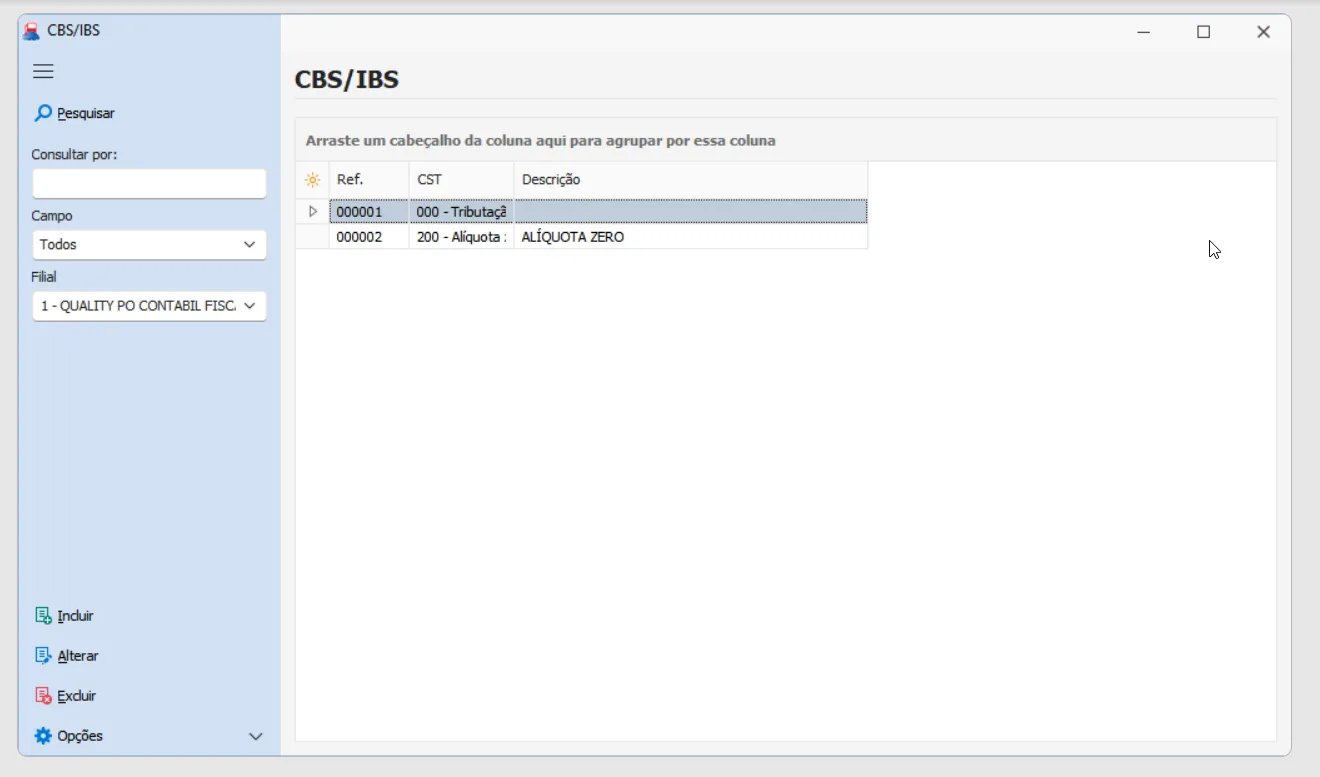 CBS/IBS
Pesquisar
Consultar por:
Campo
Todos
Filial
1 - QUALITY PO CONTABIL FISC
Incluir
Alterar
Excluir
Opções
CBS/IBS
Arraste um cabeçalho da coluna aqui para agrupar por essa coluna
Ref. CST Descrição
000001 000 - Tributaçã
000002 200 - Alíquota ALÍQUOTA ZERO